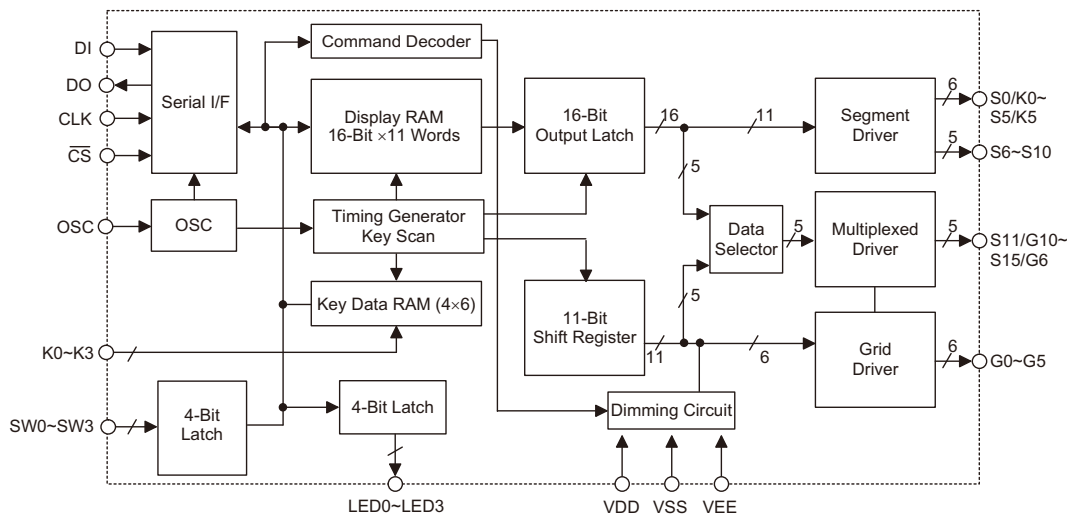 DI
DO
CLK
CS
OSC
K0~K3
SW0~SW3
Serial I/F
OSC
4-Bit
Latch
Command Decoder
Display RAM
16-Bit ×11 Words
Timing Generator
Key Scan
Key Data RAM (4×6)
4-Bit Latch
LED0~LED3
16-Bit
Output Latch
16
11
5
11-Bit
Shift Register
11
5
6
Data
Selector
5
Dimming Circuit
VDD
VSS
VEE
Segment
Driver
6
S0/K0~
S5/K5
5
S6~S10
Multiplexed
Driver
5
S11/G10~
S15/G6
Grid
Driver
6
G0~G5